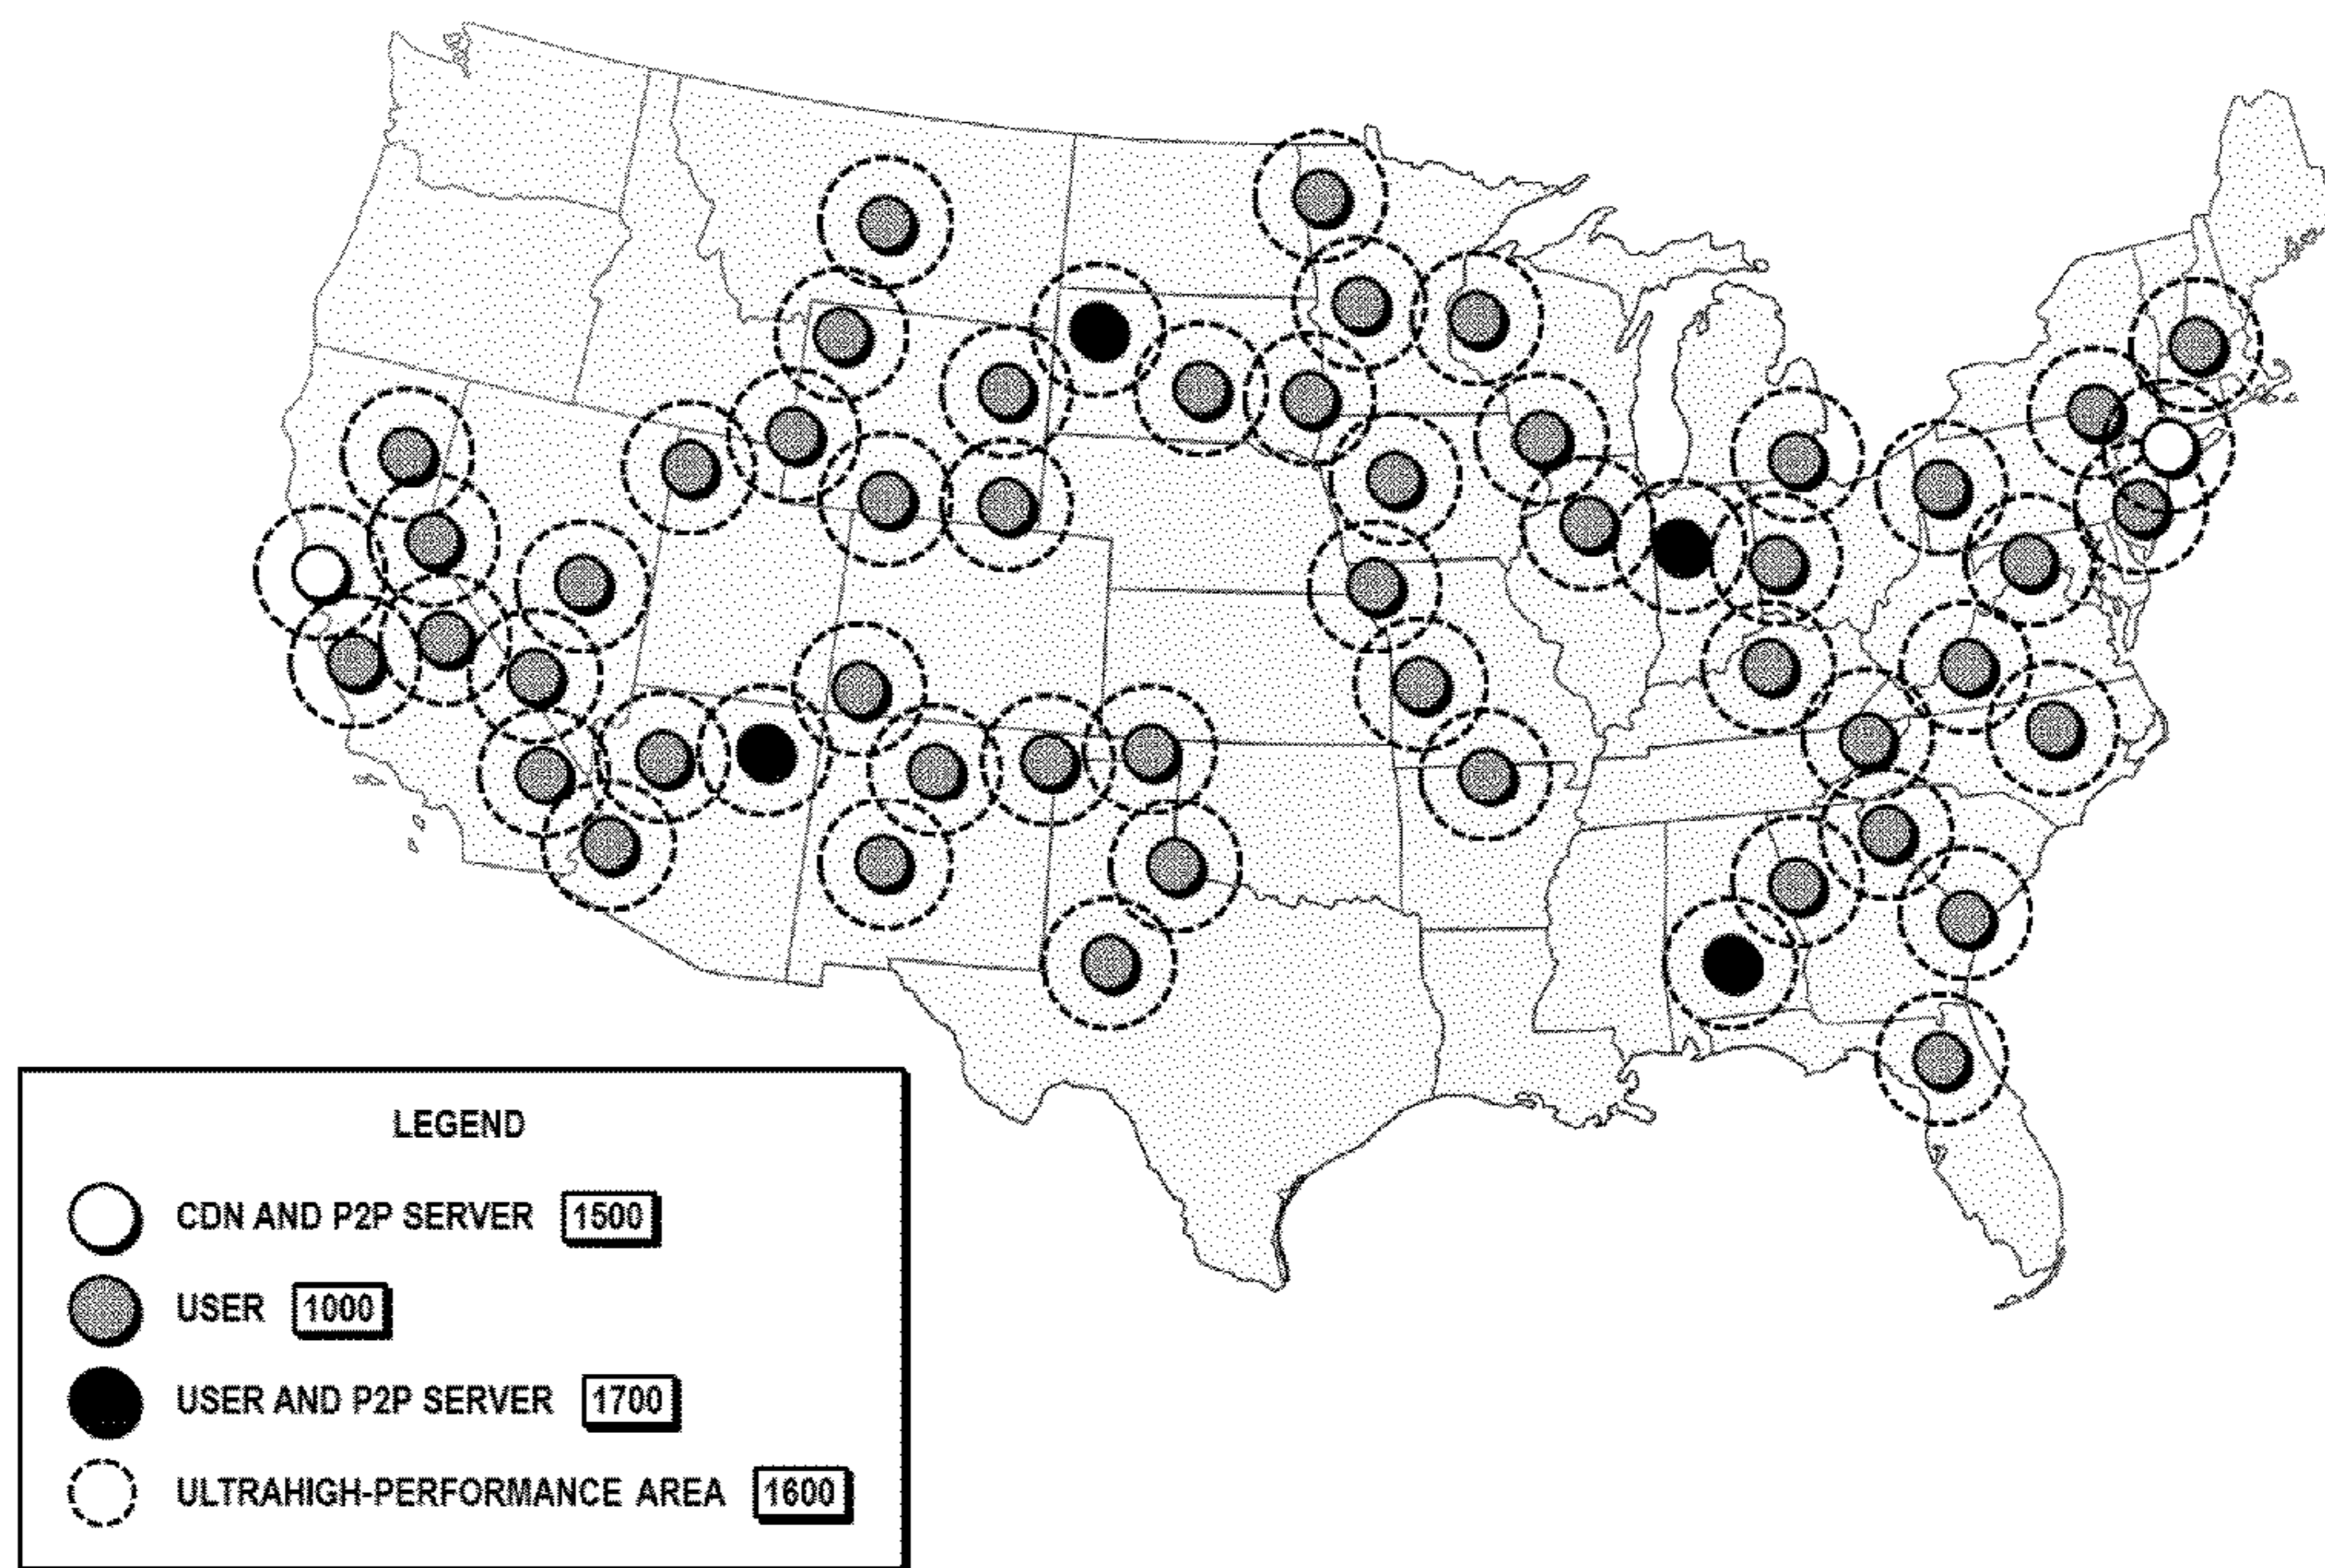 LEGEND
CDN AND P2P SERVER 1500
USER 1000
USER AND P2P SERVER 1700
ULTRAHIGH-PERFORMANCE AREA 1600